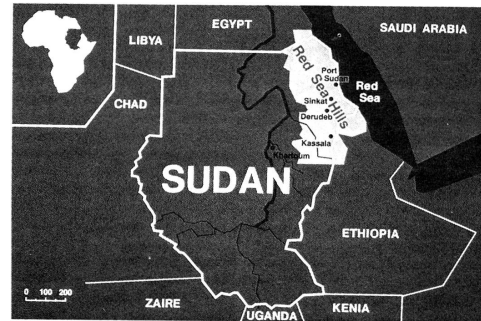 EGYPT
LIBYA
SAUDI ARABIA
CHAD
Red Sea Hills
Port
Sudan
Red
Sea
Sinkat
Derudeb
Kassala
Khartoum
SUDAN
ETHIOPIA
0 100 200
ZAIRE
UGANDA
KENIA